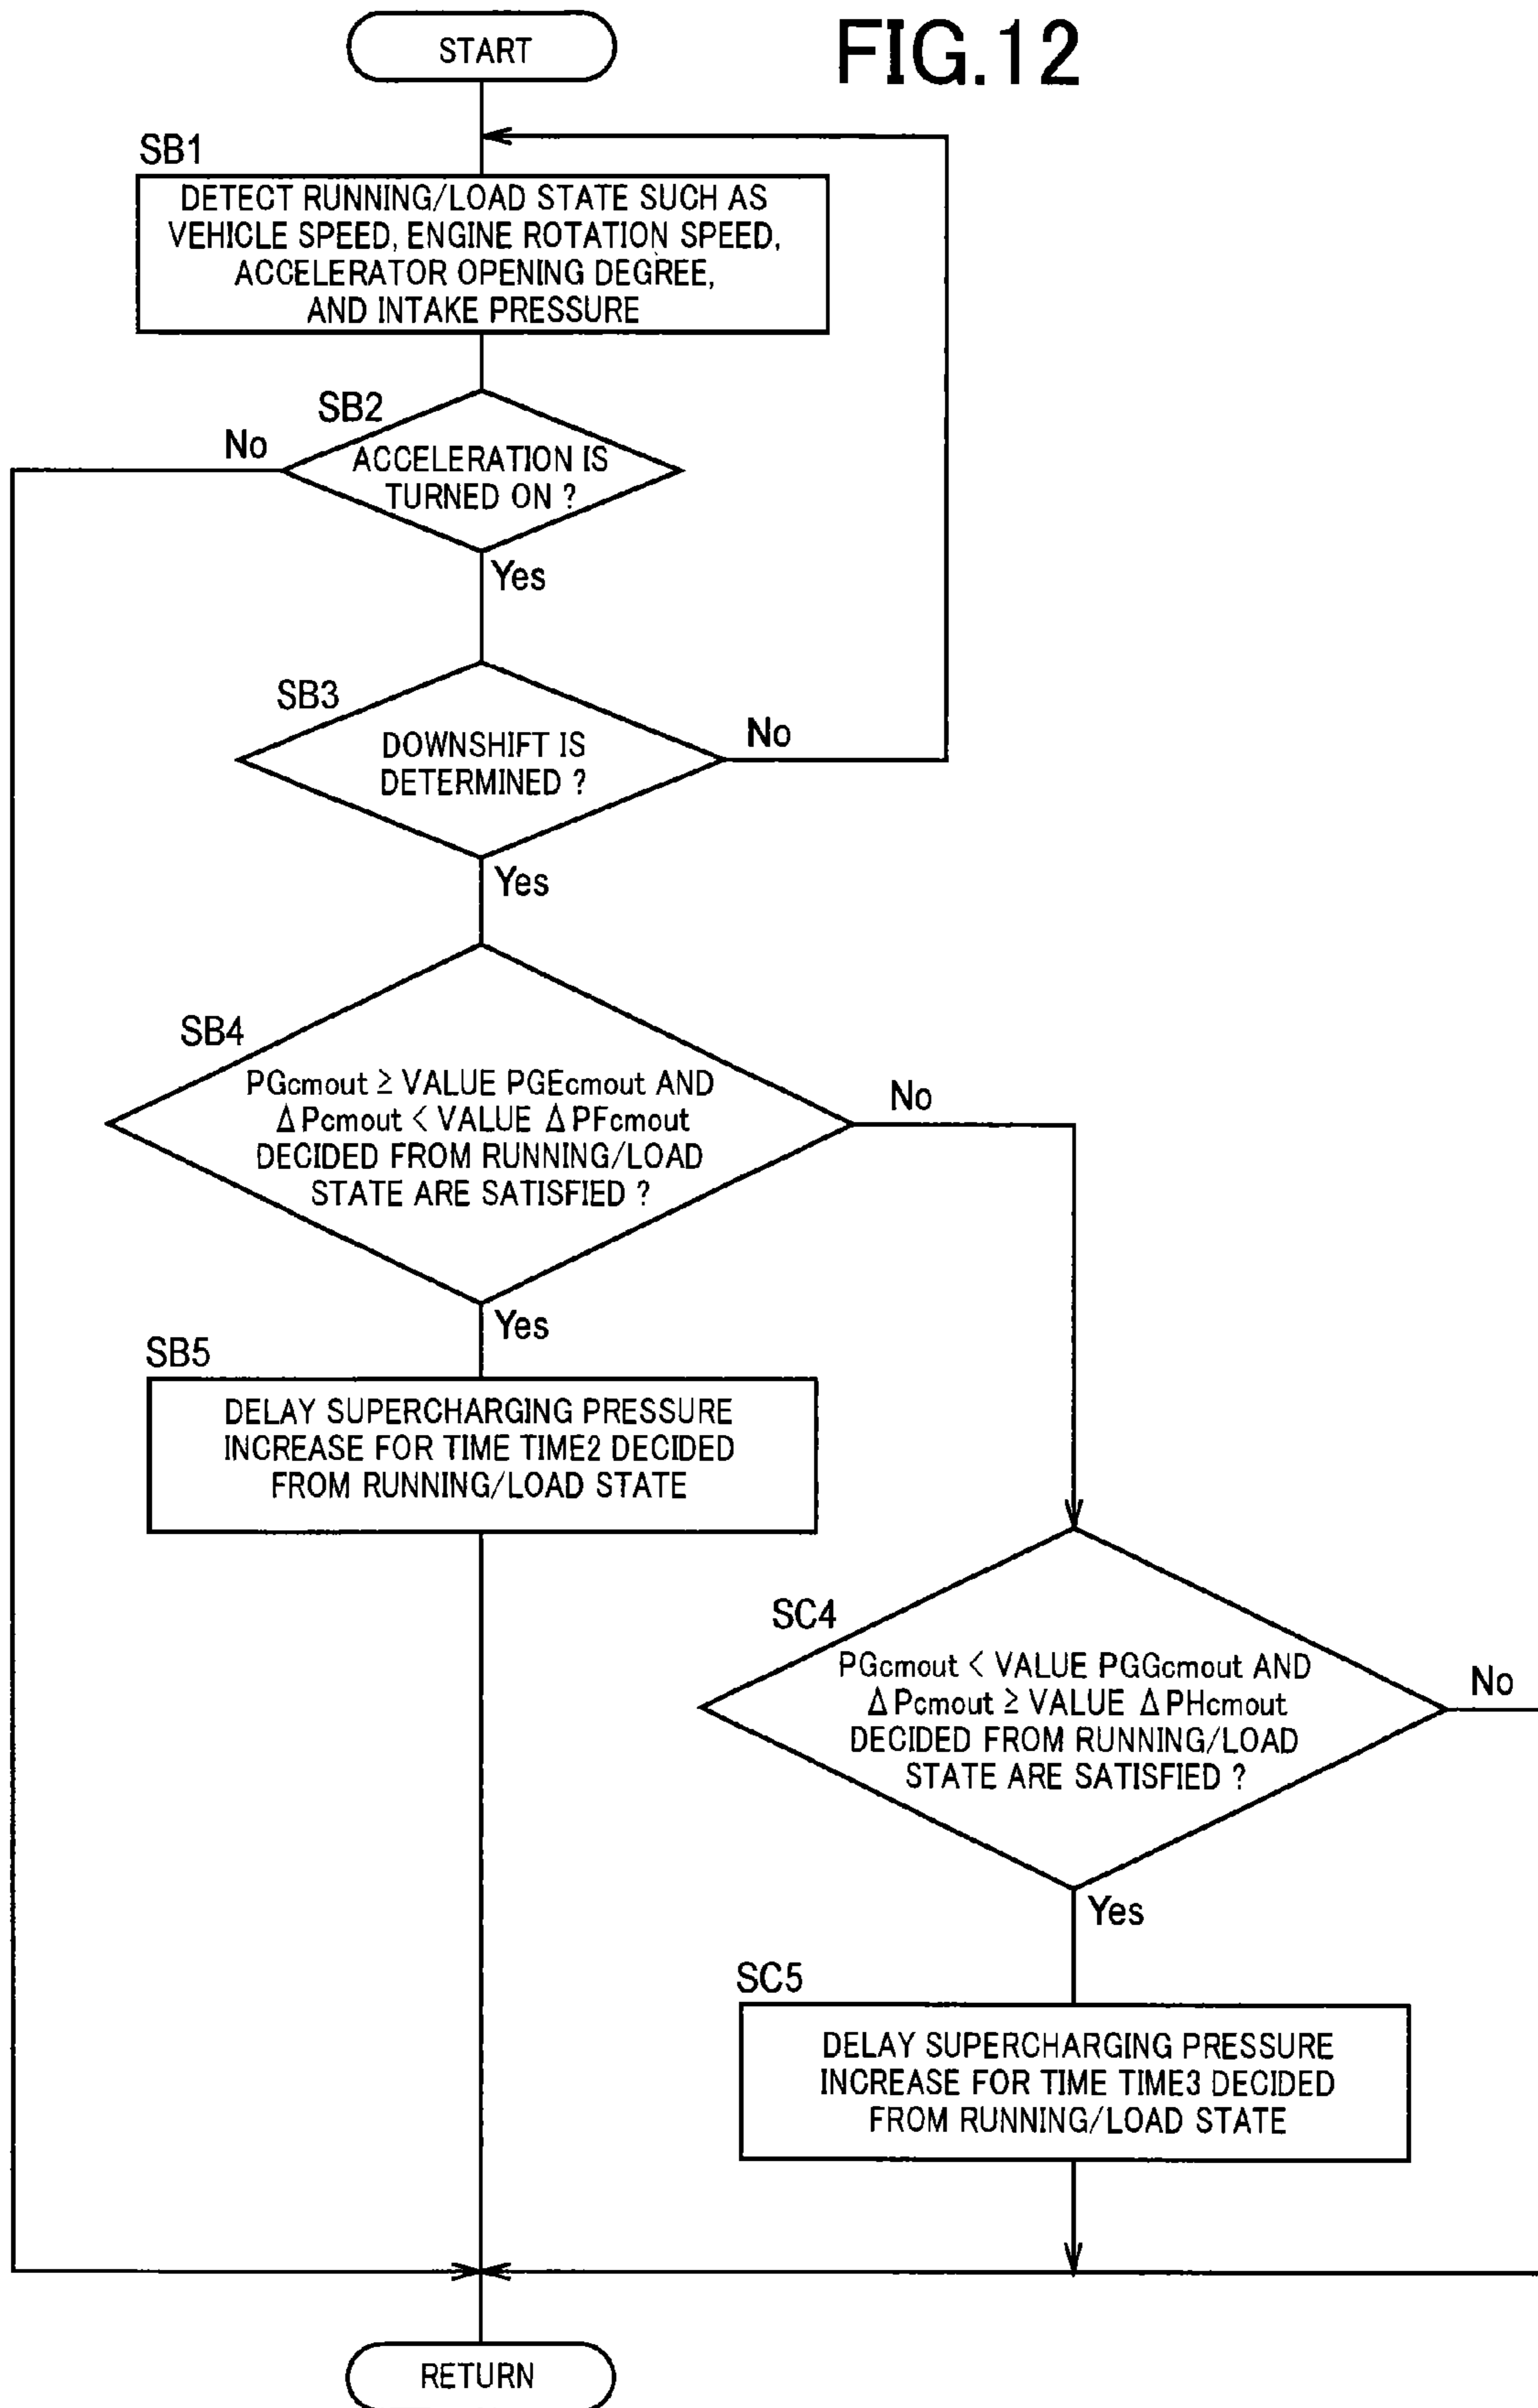 FIG.12
START
SB1
DETECT RUNNING/LOAD STATE SUCH AS
VEHICLE SPEED, ENGINE ROTATION SPEED,
ACCELERATOR OPENING DEGREE,
AND INTAKE PRESSURE
SB2
No
ACCELERATION IS
TURNED ON ?
Yes
SB3
DOWNSHIFT IS
DETERMINED ?
No
Yes
SB4
PGcmout ≥ VALUE PGEcmout AND
ΔPcmout < VALUE ΔPFcmout
DECIDED FROM RUNNING/LOAD
STATE ARE SATISFIED ?
No
Yes
SB5
DELAY SUPERCHARGING PRESSURE
INCREASE FOR TIME TIME2 DECIDED
FROM RUNNING/LOAD STATE
SC4
PGcmout < VALUE PGGcmout AND
ΔPcmout ≥ VALUE ΔPHcmout
DECIDED FROM RUNNING/LOAD
STATE ARE SATISFIED ?
No
Yes
SC5
DELAY SUPERCHARGING PRESSURE
INCREASE FOR TIME TIME3 DECIDED
FROM RUNNING/LOAD STATE
RETURN